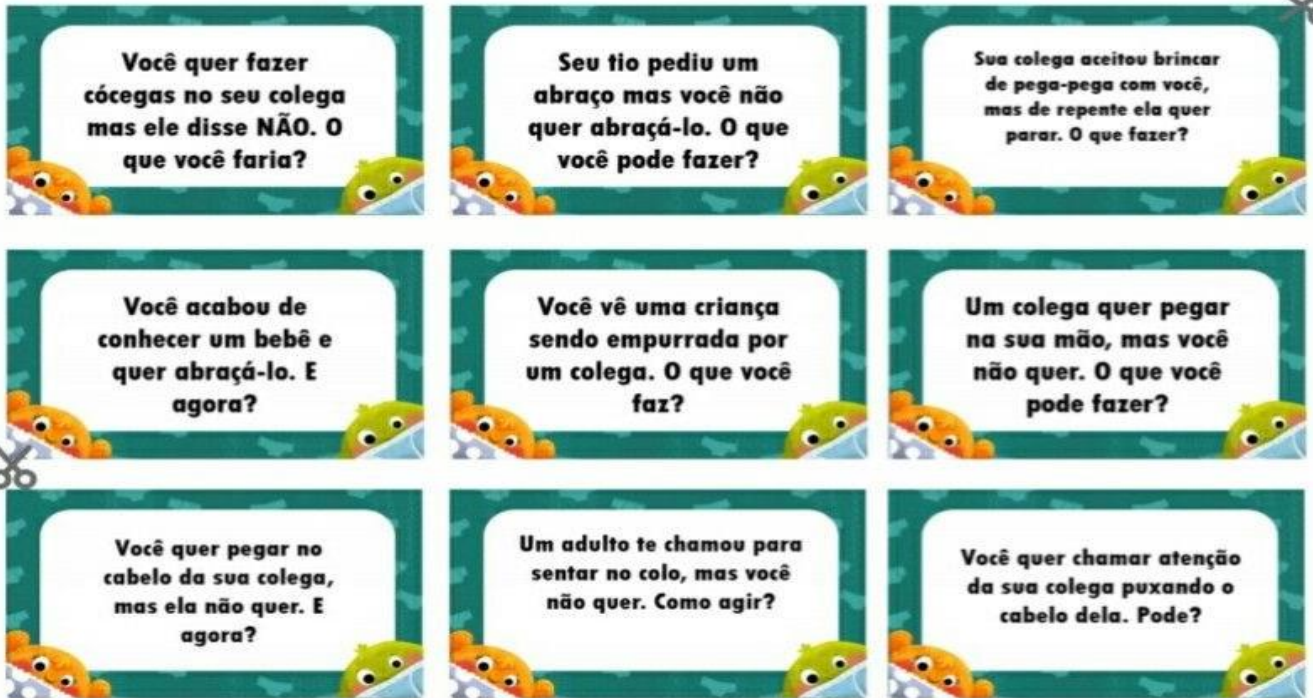 Você quer fazer
cócegas no seu colega
mas ele disse NÃO. O
que você faria?
Seu tio pediu um
abraço mas você não
quer abraçá-lo. O que
você pode fazer?
Sua colega aceitou brincar
de pega-pega com você,
mas de repente ela quer
parar. O que fazer?
Você acabou de
conhecer um bebê e
quer abraçá-lo. E
agora?
Você vê uma criança
sendo empurrada por
um colega. O que você
faz?
Um colega quer pegar
na sua mão, mas você
não quer. O que você
pode fazer?
Você quer pegar no
cabelo da sua colega,
mas ela não quer. E
agora?
Um adulto te chamou para
sentar no colo, mas você
não quer. Como agir?
Você quer chamar atenção
da sua colega puxando o
cabelo dela. Pode?